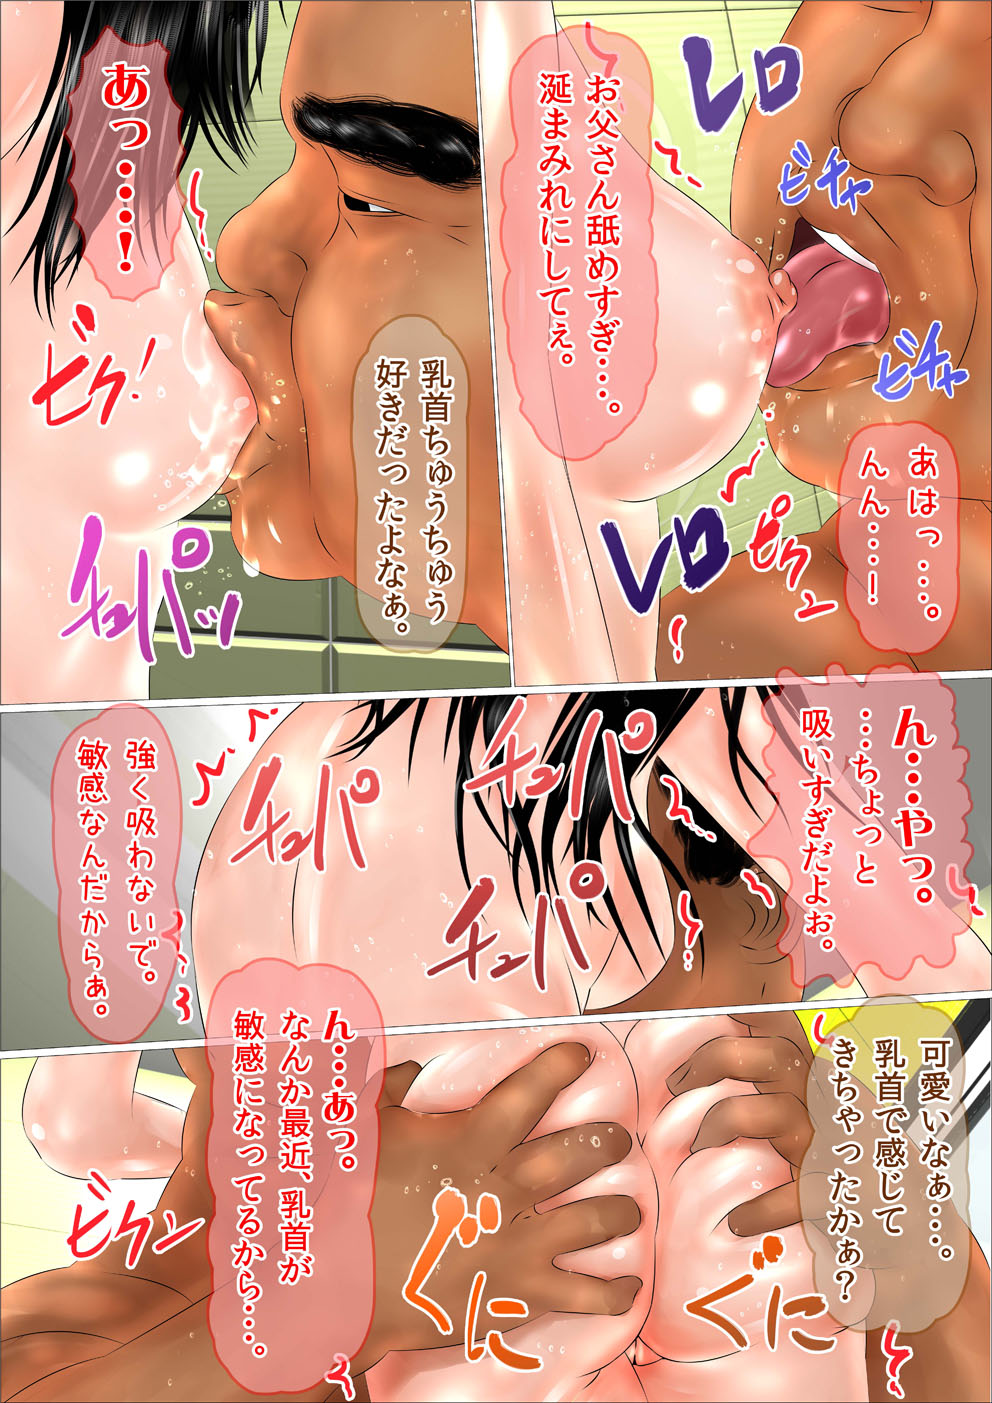 レロ
お父さん舐めすぎ…。
涎まみれにしてぇ。
ビチャ
ビチャ
あはっ…。
んん…!
レロ
ピクッ
あっ…!
ビクッ!
乳首ちゅうちゅう
好きだったよなぁ。
チュパッ
ん…やっ。
…ちょっと
吸いすぎだよぉ。
チュパ
チュパ
チュパ
強く吸わないで。
敏感なんだからぁ。
可愛いなぁ…。
乳首で感じて
きちゃったかぁ?
ん…あっ。
なんか最近、乳首が
敏感になってるから…。
ぐに
ぐに
ビクン